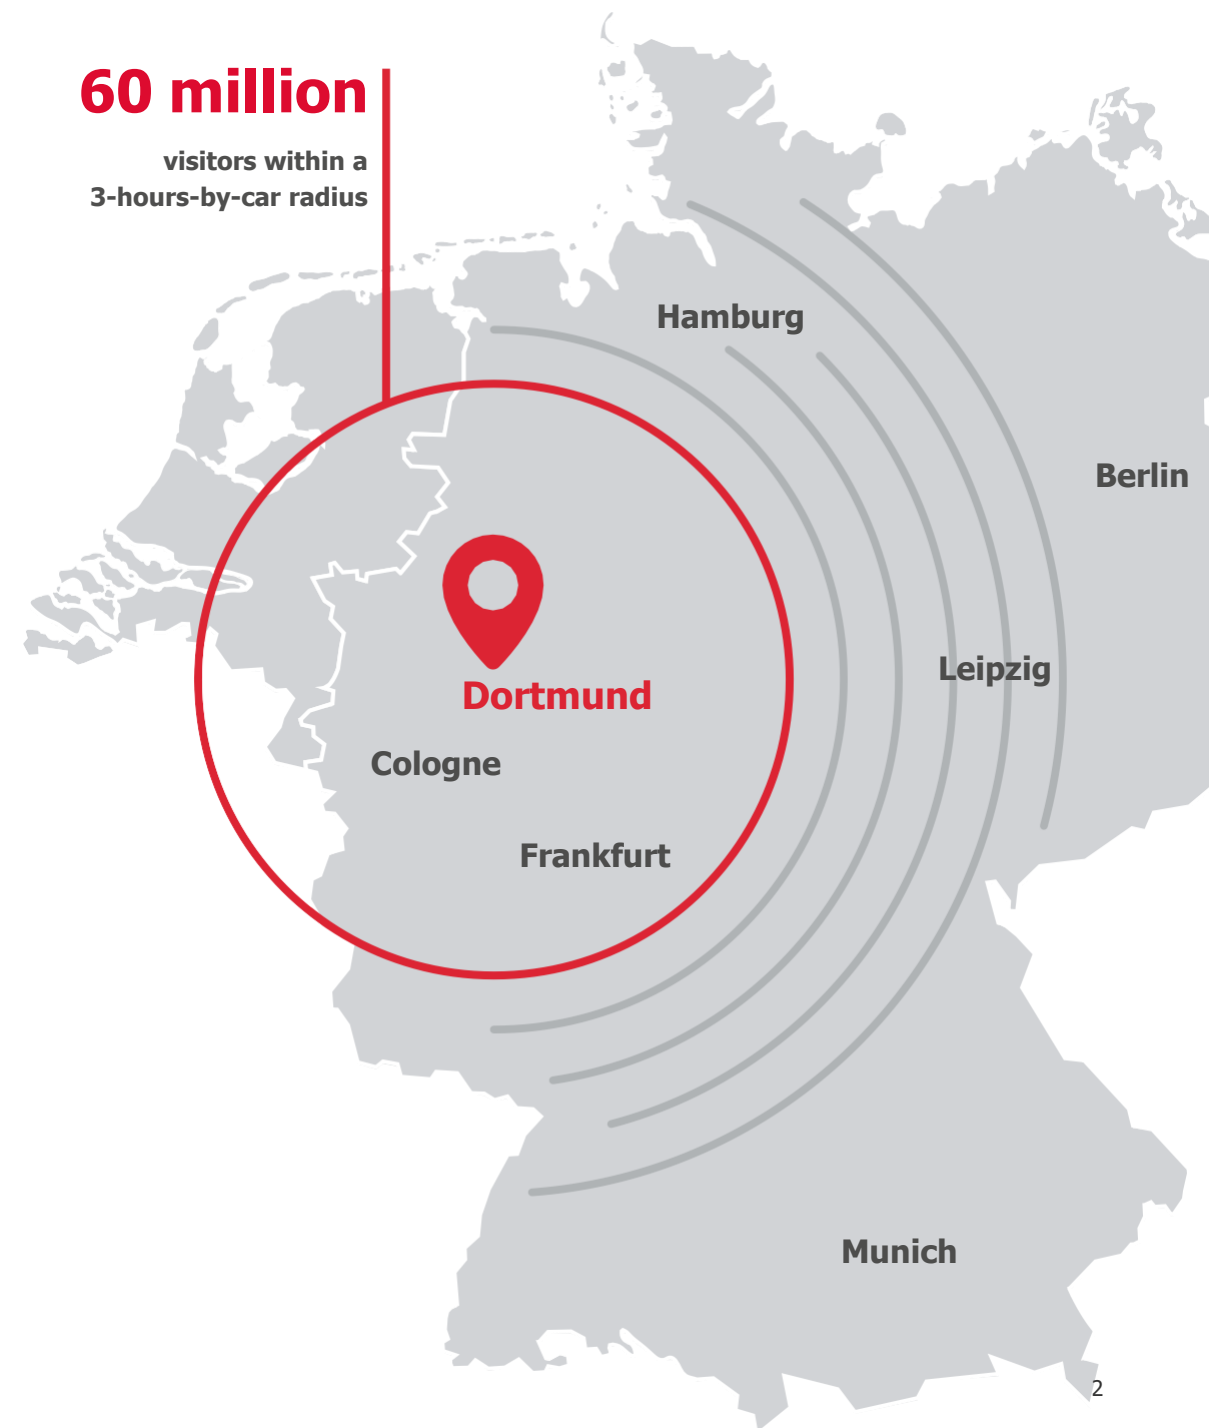 60 million
visitors within a
3-hours-by-car radius
Hamburg
Berlin
Leipzig
Dortmund
Cologne
Frankfurt
Munich
2